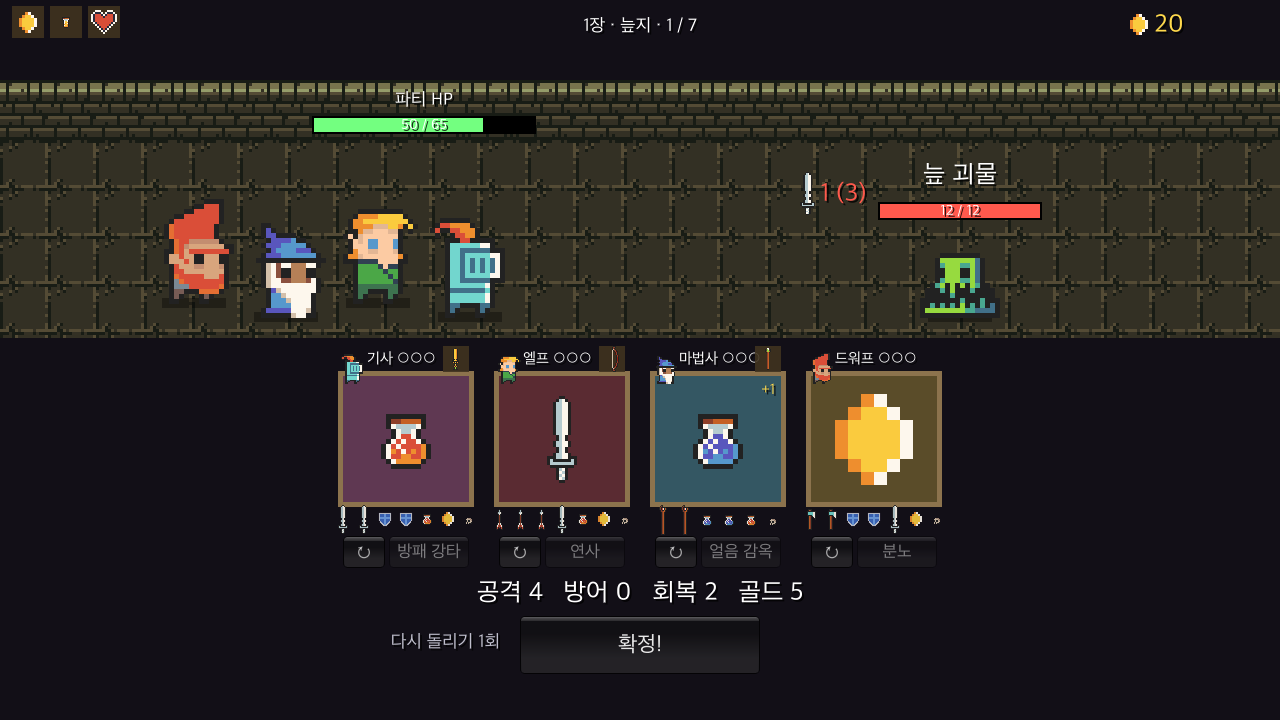 1장 · 늪지 · 1 / 7
20
파티 HP
50 / 65
늪 괴물
1 (3)
12 / 12
기사 ○○○
엘프 ○○○
마법사 ○○○
드워프 ○○○
+1
↻ 방패 강타
↻ 연사
↻ 얼음 감옥
↻ 분노
공격 4 방어 0 회복 2 골드 5
다시 돌리기 1회
확정!